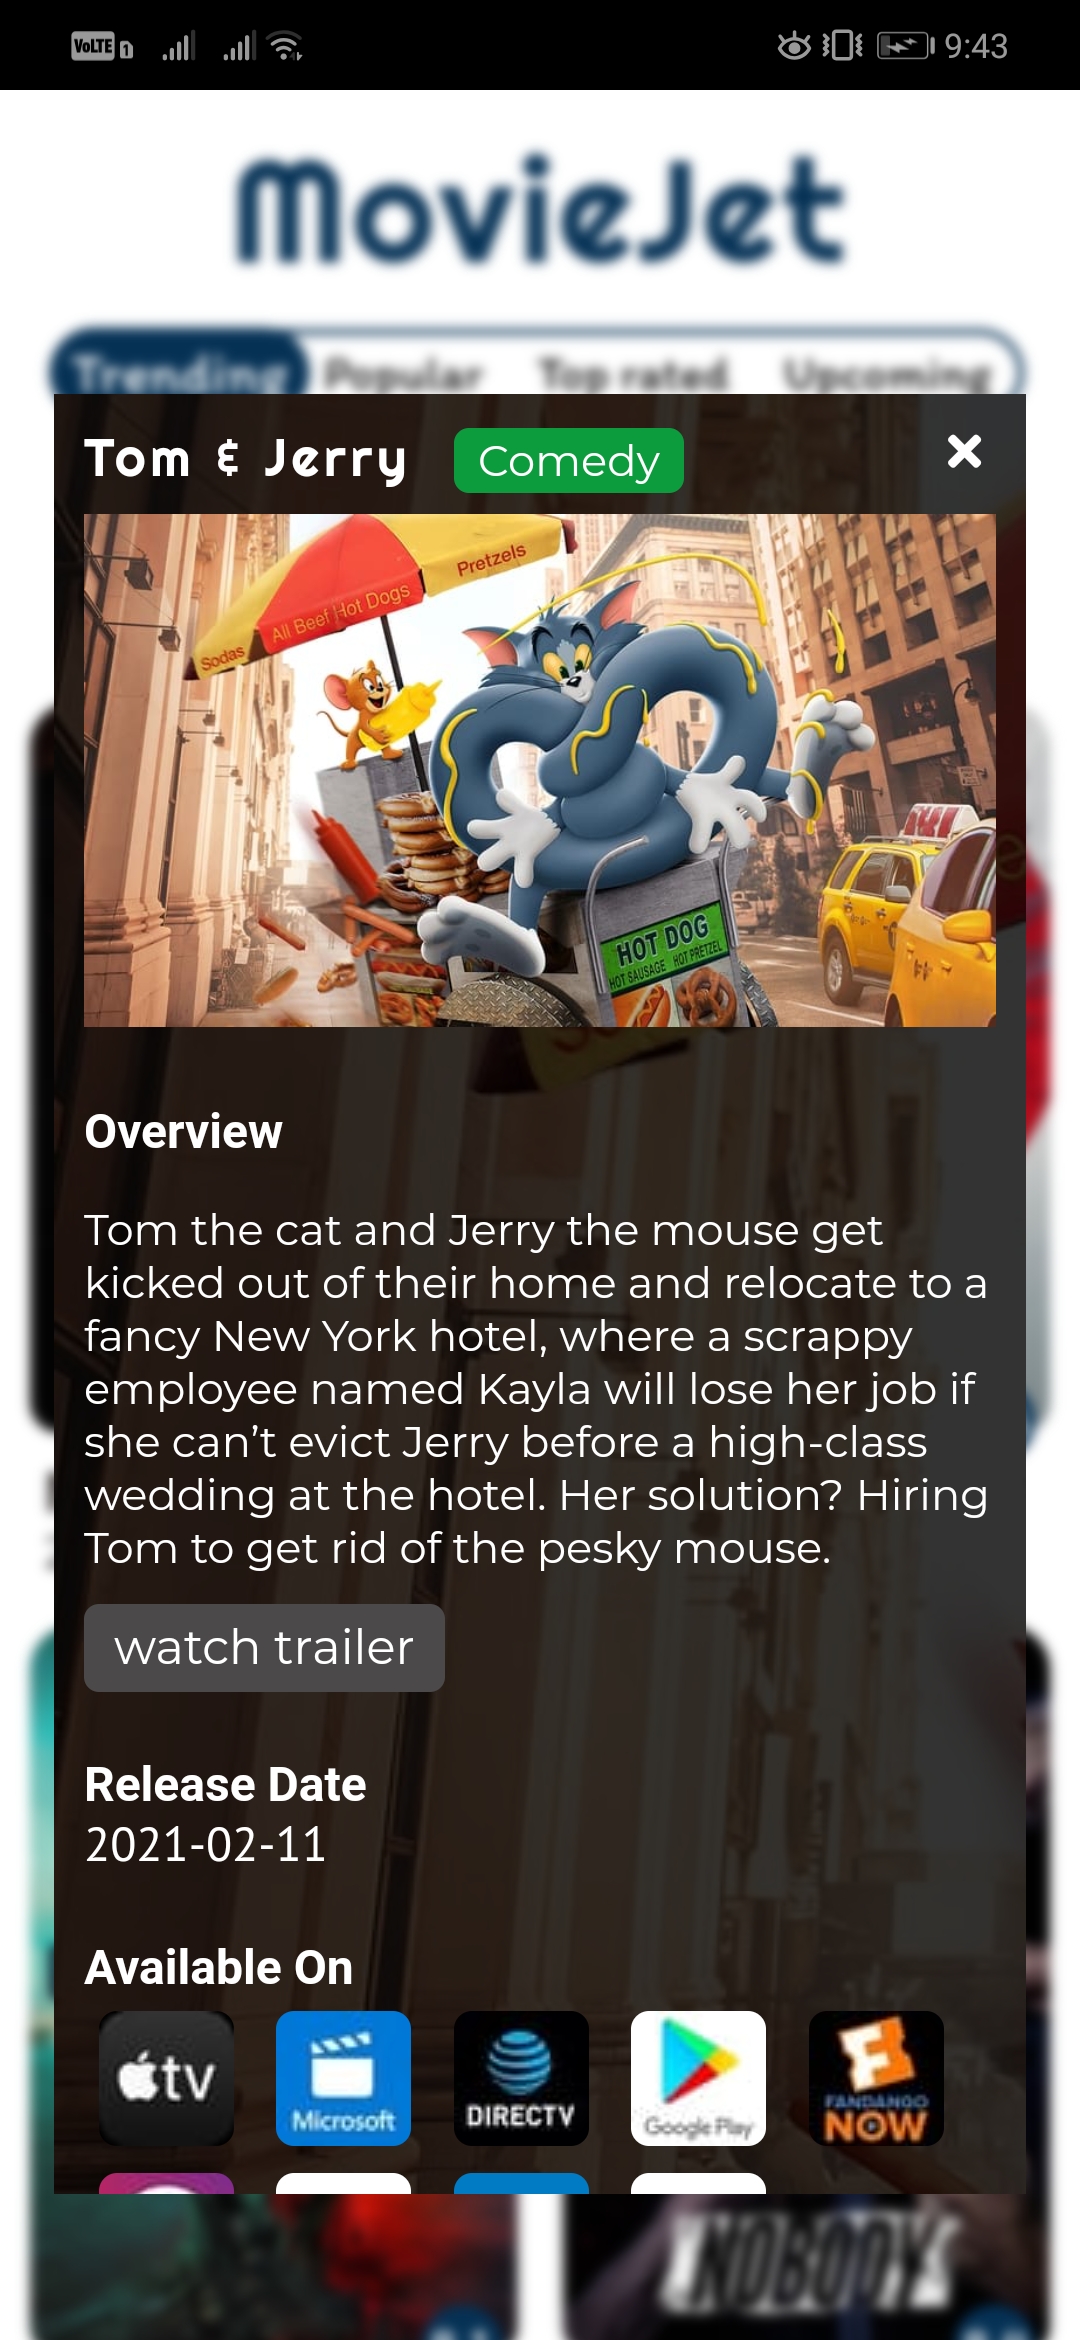 VoLTE 1 9:43
MovieJet
Trending Popular Top rated Upcoming
Tom & Jerry Comedy
Pretzels
All Beef Hot Dogs
Sodas
HOT DOG
HOT SAUSAGE HOT PRETZEL
Overview
Tom the cat and Jerry the mouse get
kicked out of their home and relocate to a
fancy New York hotel, where a scrappy
employee named Kayla will lose her job if
she can’t evict Jerry before a high-class
wedding at the hotel. Her solution? Hiring
Tom to get rid of the pesky mouse.
watch trailer
Release Date
2021-02-11
Available On
tv
Microsoft
DIRECTV
Google Play
FANDANGO
NOW
NOBODY